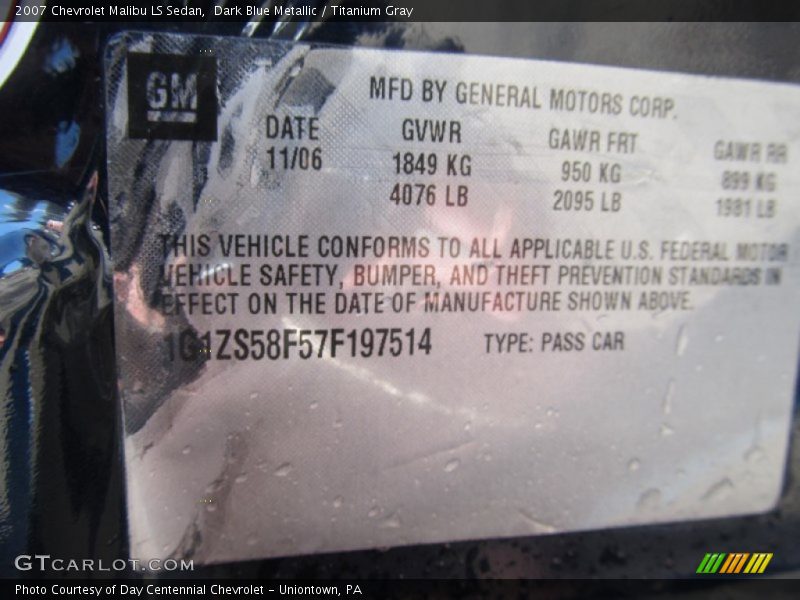 2007 Chevrolet Malibu LS Sedan, Dark Blue Metallic / Titanium Gray
GM
MFD BY GENERAL MOTORS CORP.
DATE GVWR GAWR FRT GAWR RR
11/06 1849 KG 950 KG 899 KG
4076 LB 2095 LB 1981 LB
THIS VEHICLE CONFORMS TO ALL APPLICABLE U.S. FEDERAL MOTOR
VEHICLE SAFETY, BUMPER, AND THEFT PREVENTION STANDARDS IN
EFFECT ON THE DATE OF MANUFACTURE SHOWN ABOVE.
1G1ZS58F57F197514 TYPE: PASS CAR
GTCARLOT.COM
Photo Courtesy of Day Centennial Chevrolet - Uniontown, PA